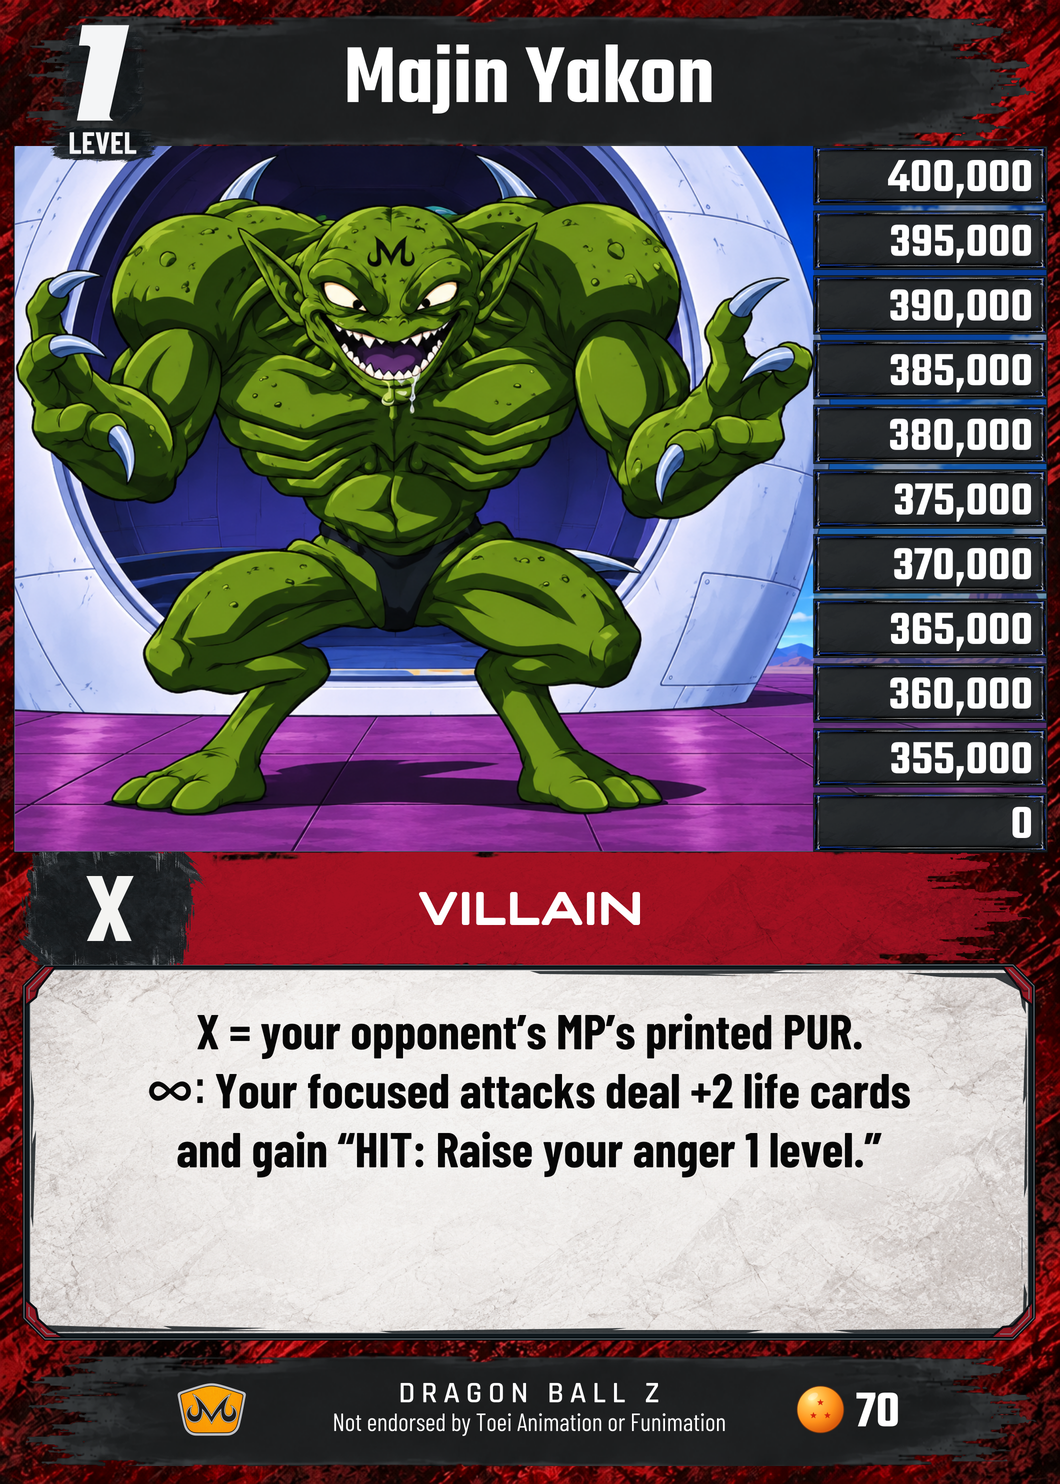 1
LEVEL
Majin Yakon
M
400,000
395,000
390,000
385,000
380,000
375,000
370,000
365,000
360,000
355,000
0
X
VILLAIN
X = your opponent’s MP’s printed PUR.
∞: Your focused attacks deal +2 life cards
and gain “HIT: Raise your anger 1 level.”
M
DRAGON BALL Z
Not endorsed by Toei Animation or Funimation
70